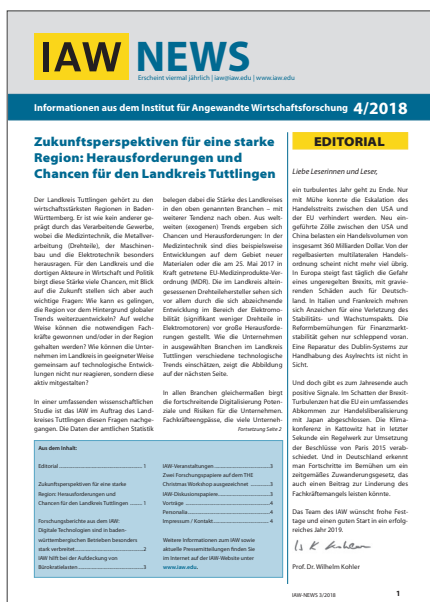 IAW NEWS
Erscheint viermal jährlich | iaw@iaw.edu | www.iaw.edu
Informationen aus dem Institut für Angewandte Wirtschaftsforschung 4/2018
Zukunftsperspektiven für eine starke
Region: Herausforderungen und
Chancen für den Landkreis Tuttlingen
Der Landkreis Tuttlingen gehört zu den
wirtschaftsstärksten Regionen in Baden-
Württemberg. Er ist wie kein anderer ge-
prägt durch das Verarbeitende Gewerbe,
wobei die Medizintechnik, die Metallver-
arbeitung (Drehteile), der Maschinen-
bau und die Elektrotechnik besonders
herausragen. Für den Landkreis und die
dortigen Akteure in Wirtschaft und Politik
birgt diese Stärke viele Chancen, mit Blick
auf die Zukunft stellen sich aber auch
wichtige Fragen: Wie kann es gelingen,
die Region vor dem Hintergrund globaler
Trends weiterzuentwickeln? Auf welche
Weise können die notwendigen Fach-
kräfte gewonnen und/oder in der Region
gehalten werden? Wie können die Unter-
nehmen im Landkreis in geeigneter Weise
gemeinsam auf technologische Entwick-
lungen nicht nur reagieren, sondern diese
aktiv mitgestalten?
In einer umfassenden wissenschaftlichen
Studie ist das IAW im Auftrag des Land-
kreises Tuttlingen diesen Fragen nachge-
gangen. Die Daten der amtlichen Statistik
belegen dabei die Stärke des Landkreises
in den oben genannten Branchen – mit
weiterer Tendenz nach oben. Aus welt-
weiten (exogenen) Trends ergeben sich
Chancen und Herausforderungen: In der
Medizintechnik sind dies beispielsweise
Entwicklungen auf dem Gebiet neuer
Materialien oder die am 25. Mai 2017 in
Kraft getretene EU-Medizinprodukte-Ver-
ordnung (MDR). Die im Landkreis altein-
gesessenen Drehteilehersteller sehen sich
vor allem durch die sich abzeichnende
Entwicklung im Bereich der Elektromo-
bilität (signifikant weniger Drehteile in
Elektromotoren) vor große Herausforde-
rungen gestellt. Wie die Unternehmen
in ausgewählten Branchen im Landkreis
Tuttlingen verschiedene technologische
Trends einschätzen, zeigt die Abbildung
auf der nächsten Seite.
In allen Branchen gleichermaßen birgt
die fortschreitende Digitalisierung Poten-
ziale und Risiken für die Unternehmen.
Fachkräfteengpässe, die viele Unterneh-
Fortsetzung Seite 2
EDITORIAL
Liebe Leserinnen und Leser,
ein turbulentes Jahr geht zu Ende. Nur
mit Mühe konnte die Eskalation des
Handelsstreits zwischen den USA und
der EU verhindert werden. Neu ein-
geführte Zölle zwischen den USA und
China belasten ein Handelsvolumen von
insgesamt 360 Milliarden Dollar. Von der
regelbasierten multilateralen Handels-
ordnung scheint nicht mehr viel übrig.
In Europa steigt fast täglich die Gefahr
eines ungeregelten Brexits, mit gravie-
renden Schäden auch für Deutsch-
land. In Italien und Frankreich mehren
sich Anzeichen für eine Verletzung des
Stabilitäts- und Wachstumspakts. Die
Reformbemühungen für Finanzmarkt-
stabilität gehen nur schleppend voran.
Eine Reparatur des Dublin-Systems zur
Handhabung des Asylrechts ist nicht in
Sicht.
Und doch gibt es zum Jahresende auch
positive Signale. Im Schatten der Brexit-
Turbulenzen hat die EU ein umfassendes
Abkommen zur Handelsliberalisierung
mit Japan abgeschlossen. Die Klima-
konferenz in Kattowitz hat in letzter
Sekunde ein Regelwerk zur Umsetzung
der Beschlüsse von Paris 2015 verab-
schiedet. Und in Deutschland erkennt
man Fortschritte im Bemühen um ein
zeitgemäßes Zuwanderungsgesetz, das
auch einen Beitrag zur Linderung des
Fachkräftemangels leisten könnte.
Das Team des IAW wünscht frohe Fest-
tage und einen guten Start in ein erfolg-
reiches Jahr 2019.
Prof. Dr. Wilhelm Kohler
Aus dem Inhalt:
Editorial 1
Zukunftsperspektiven für eine starke
Region: Herausforderungen und
Chancen für den Landkreis Tuttlingen 1
Forschungsberichte aus dem IAW:
Digitale Technologien sind in baden-
württembergischen Betrieben besonders
stark verbreitet 2
IAW hilft bei der Aufdeckung von
Bürokratielasten 3
IAW-Veranstaltungen 3
Zwei Forschungspapiere auf dem THE
Christmas Workshop ausgezeichnet 3
IAW-Diskussionspapiere 3
Vorträge 4
Personalia 4
Impressum / Kontakt 4
Weitere Informationen zum IAW sowie
aktuelle Pressemitteilungen finden Sie
im Internet auf der IAW-Website unter
www.iaw.edu.
IAW-NEWS 3/2018 1